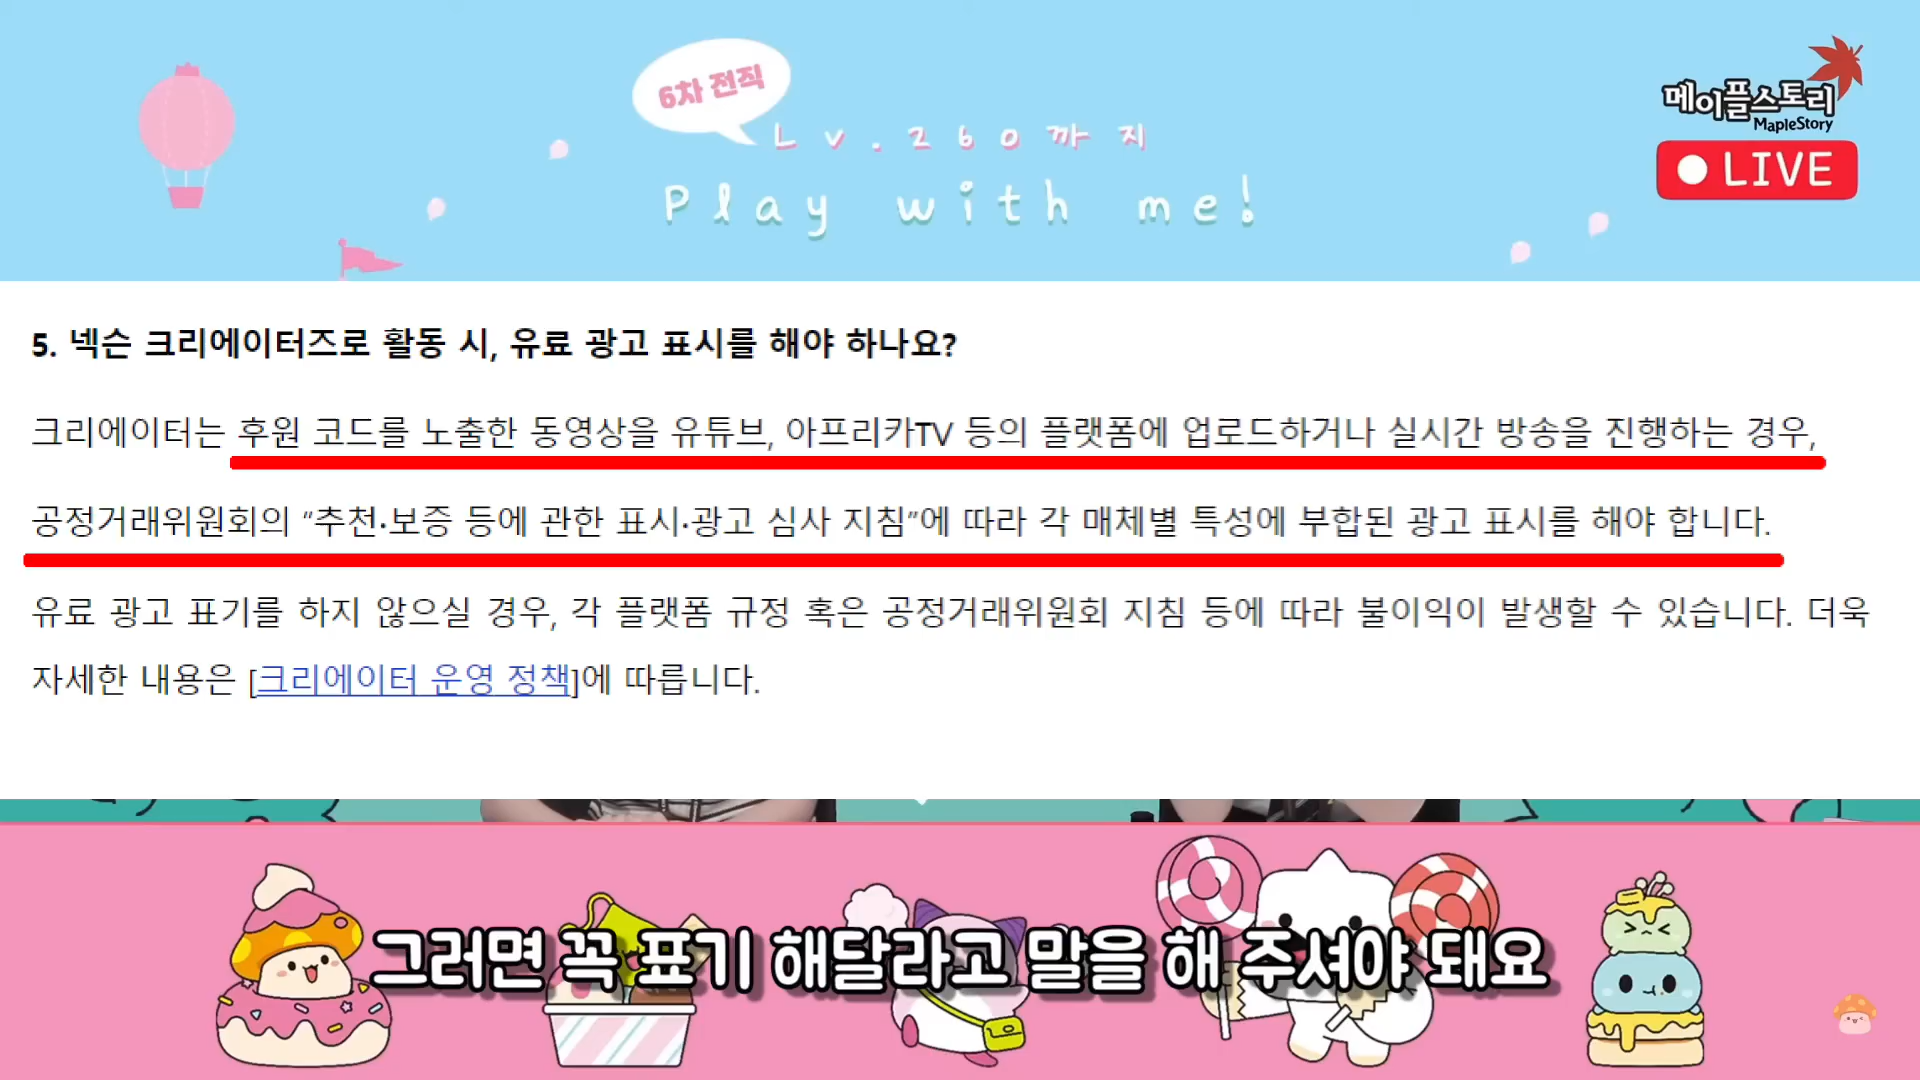 6차 전직
Lv.260까지
Play with me!
메이플스토리
MapleStory
LIVE
5. 넥슨 크리에이터즈로 활동 시, 유료 광고 표시를 해야 하나요?
크리에이터는 후원 코드를 노출한 동영상을 유튜브, 아프리카TV 등의 플랫폼에 업로드하거나 실시간 방송을 진행하는 경우,
공정거래위원회의 “추천·보증 등에 관한 표시·광고 심사 지침”에 따라 각 매체별 특성에 부합된 광고 표시를 해야 합니다.
유료 광고 표기를 하지 않으실 경우, 각 플랫폼 규정 혹은 공정거래위원회 지침 등에 따라 불이익이 발생할 수 있습니다. 더욱
자세한 내용은 [크리에이터 운영 정책]에 따릅니다.
그러면 꼭 표기 해달라고 말을 해 주셔야 돼요